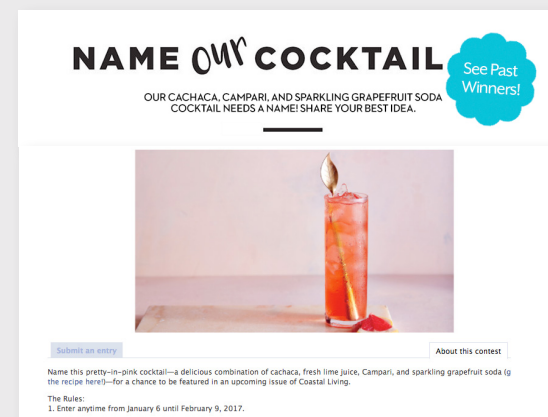 NAME our COCKTAIL
See Past
Winners!
OUR CACHACA, CAMPARI, AND SPARKLING GRAPEFRUIT SODA
COCKTAIL NEEDS A NAME! SHARE YOUR BEST IDEA.
Submit an entry
About this contest
Name this pretty-in-pink cocktail—a delicious combination of cachaca, fresh lime juice, Campari, and sparkling grapefruit soda (g
the recipe here!)—for a chance to be featured in an upcoming issue of Coastal Living.
The Rules:
1. Enter anytime from January 6 until February 9, 2017.